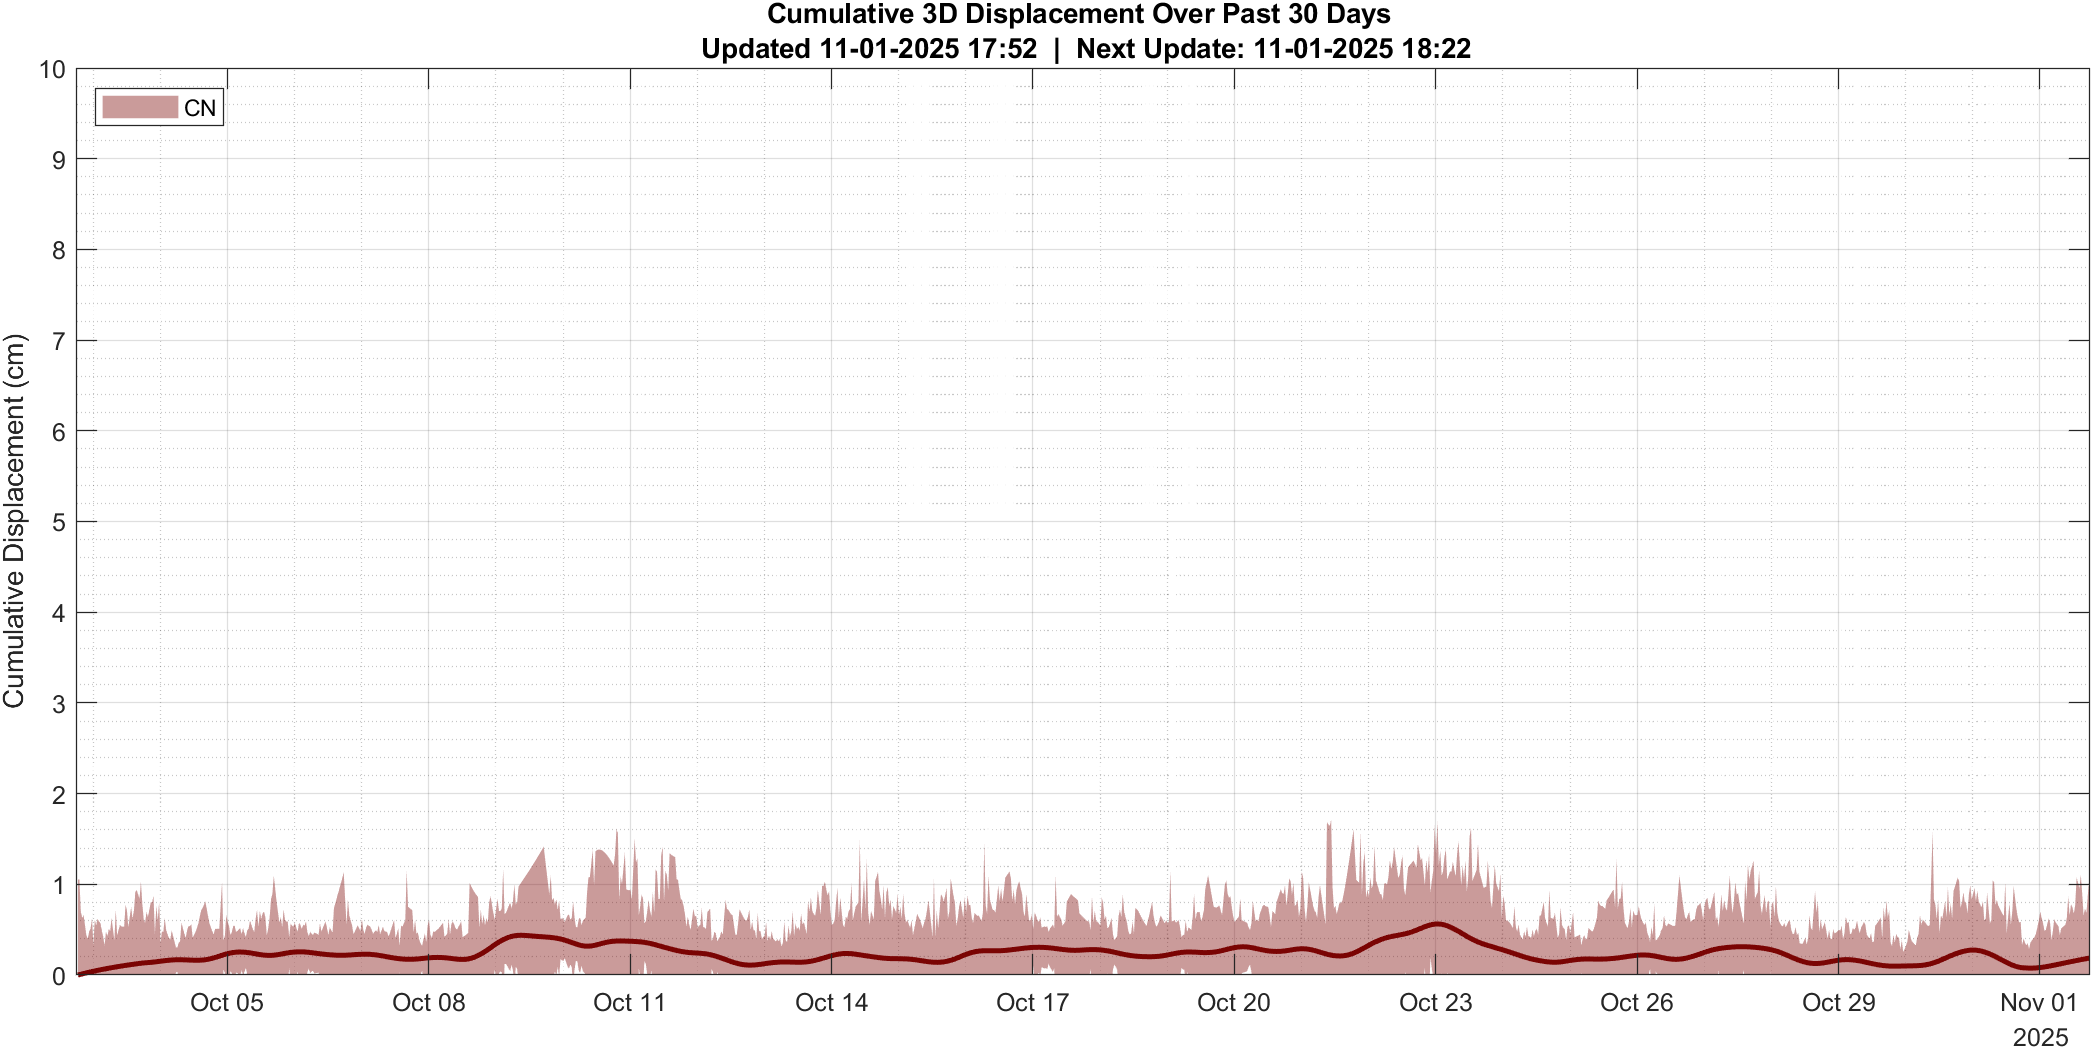 Cumulative 3D Displacement Over Past 30 Days
Updated 11-01-2025 17:52 | Next Update: 11-01-2025 18:22
CN
Cumulative Displacement (cm)
10
9
8
7
6
5
4
3
2
1
0
Oct 05
Oct 08
Oct 11
Oct 14
Oct 17
Oct 20
Oct 23
Oct 26
Oct 29
Nov 01
2025